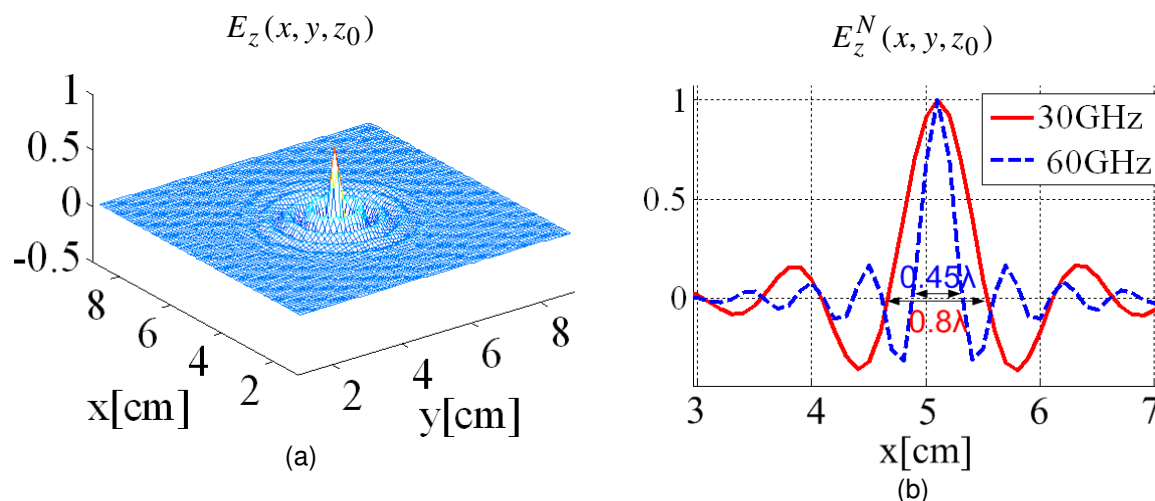 E_z(x, y, z_0)
1
0.5
0
-0.5
8
6
4
2
x[cm]
2
4
6
8
y[cm]
(a)
E_z^N(x, y, z_0)
1
0.5
0
30GHz
60GHz
0.45λ
0.8λ
3
4
5
6
7
x[cm]
(b)